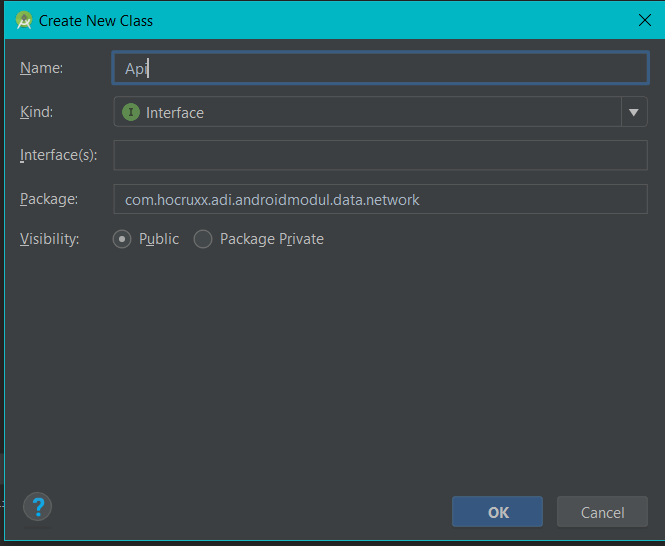 Create New Class
Name: Api
Kind: I Interface
Interface(s):
Package: com.hocruxx.adi.androidmodul.data.network
Visibility: Public Package Private
? OK Cancel